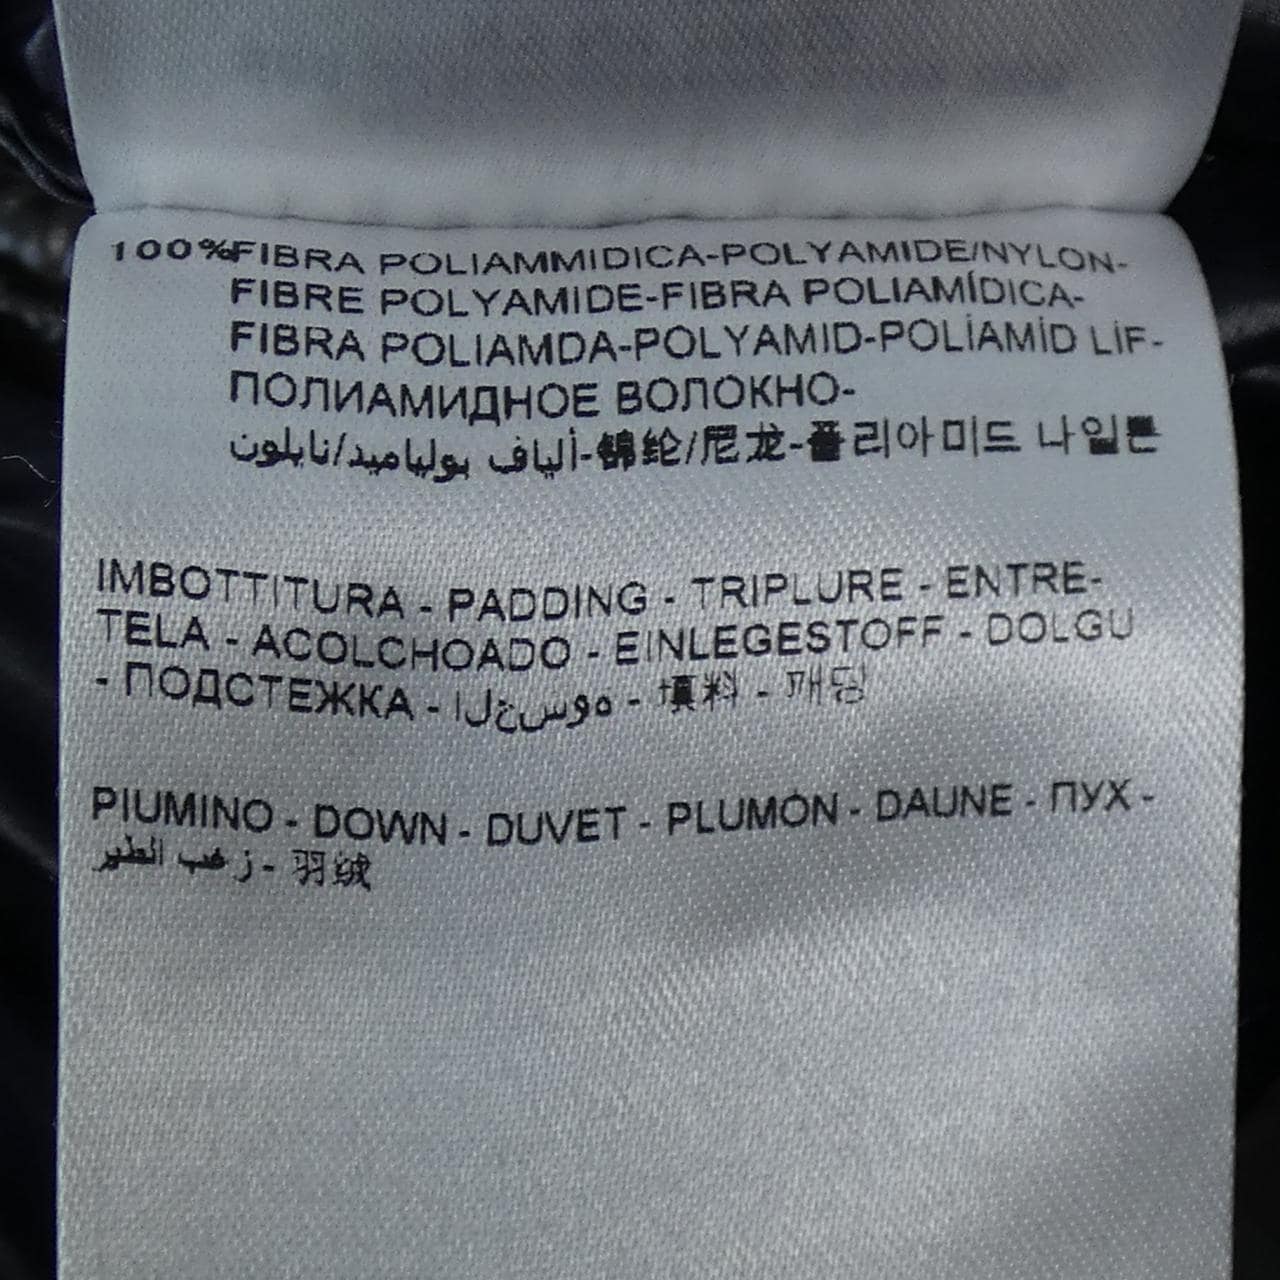 100%FIBRA POLIAMMIDICA-POLYAMIDE/NYLON-
FIBRE POLYAMIDE-FIBRA POLIAMÍDICA-
FIBRA POLIAMDA-POLYAMID-POLİAMİD LİF-
ПОЛИАМИДНОЕ ВОЛОКНО-
ألياف بولياميد/نايلون-锦纶/尼龙-폴리아미드 나일론
IMBOTTITURA - PADDING - TRIPLURE - ENTRE-
TELA - ACOLCHOADO - EINLEGESTOFF - DOLGU
- ПОДСТЕЖКА - الحسوه - 填料 - 패딩
PIUMINO - DOWN - DUVET - PLUMÓN - DAUNE - ПУХ -
زغب الطير - 羽绒